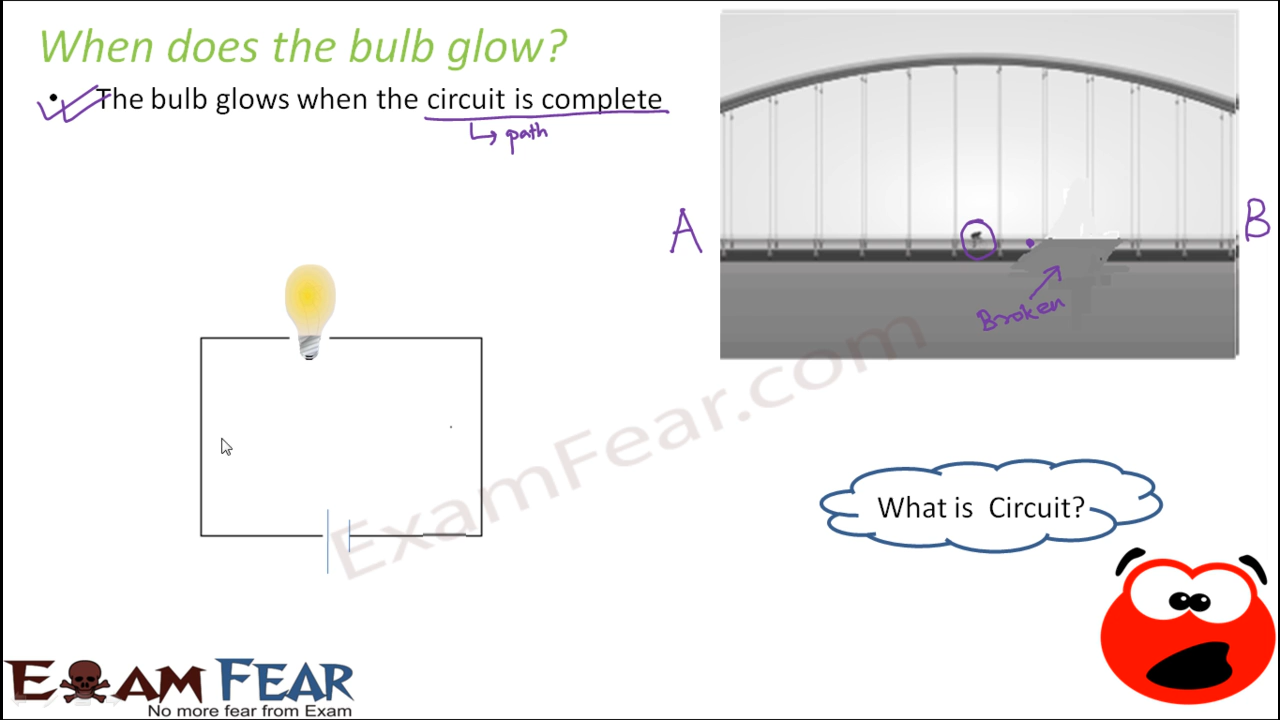 When does the bulb glow?
• The bulb glows when the circuit is complete
path
A
B
Broken
ExamFear.com
What is Circuit?
EXAM FEAR
No more fear from Exam